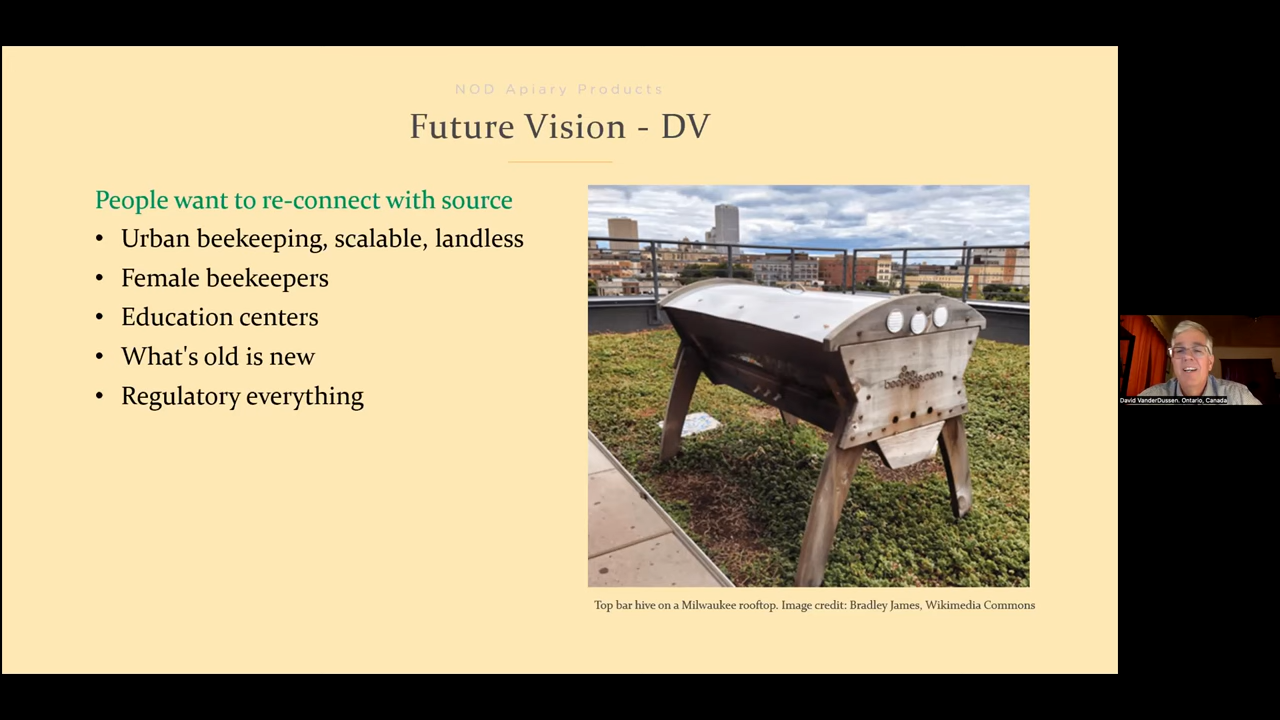 NOD Apiary Products
Future Vision - DV
People want to re-connect with source
• Urban beekeeping, scalable, landless
• Female beekeepers
• Education centers
• What's old is new
• Regulatory everything
Top bar hive on a Milwaukee rooftop. Image credit: Bradley James, Wikimedia Commons
David VanderDussen, Ontario, Canada